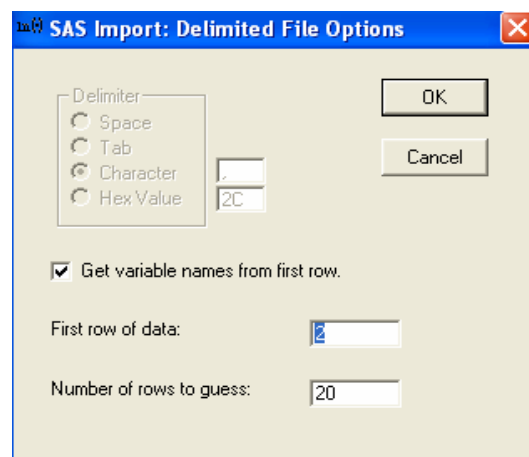 SAS Import: Delimited File Options
Delimiter
Space
Tab
Character ,
Hex Value 2C
OK
Cancel
Get variable names from first row.
First row of data: 2
Number of rows to guess: 20